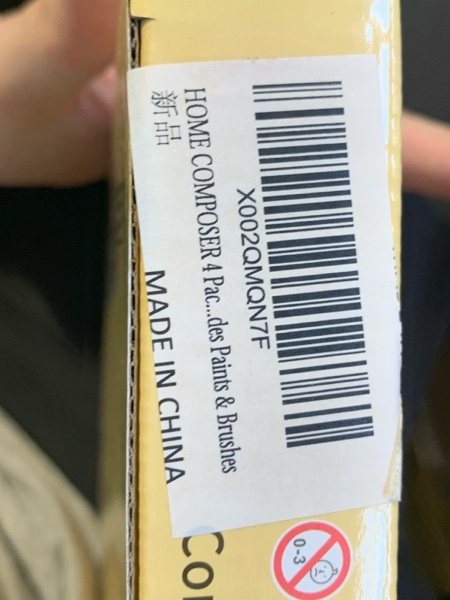 X002QMQN7F
HOME COMPOSER 4 Pac...des Paints & Brushes
新品
MADE IN CHINA
0-3